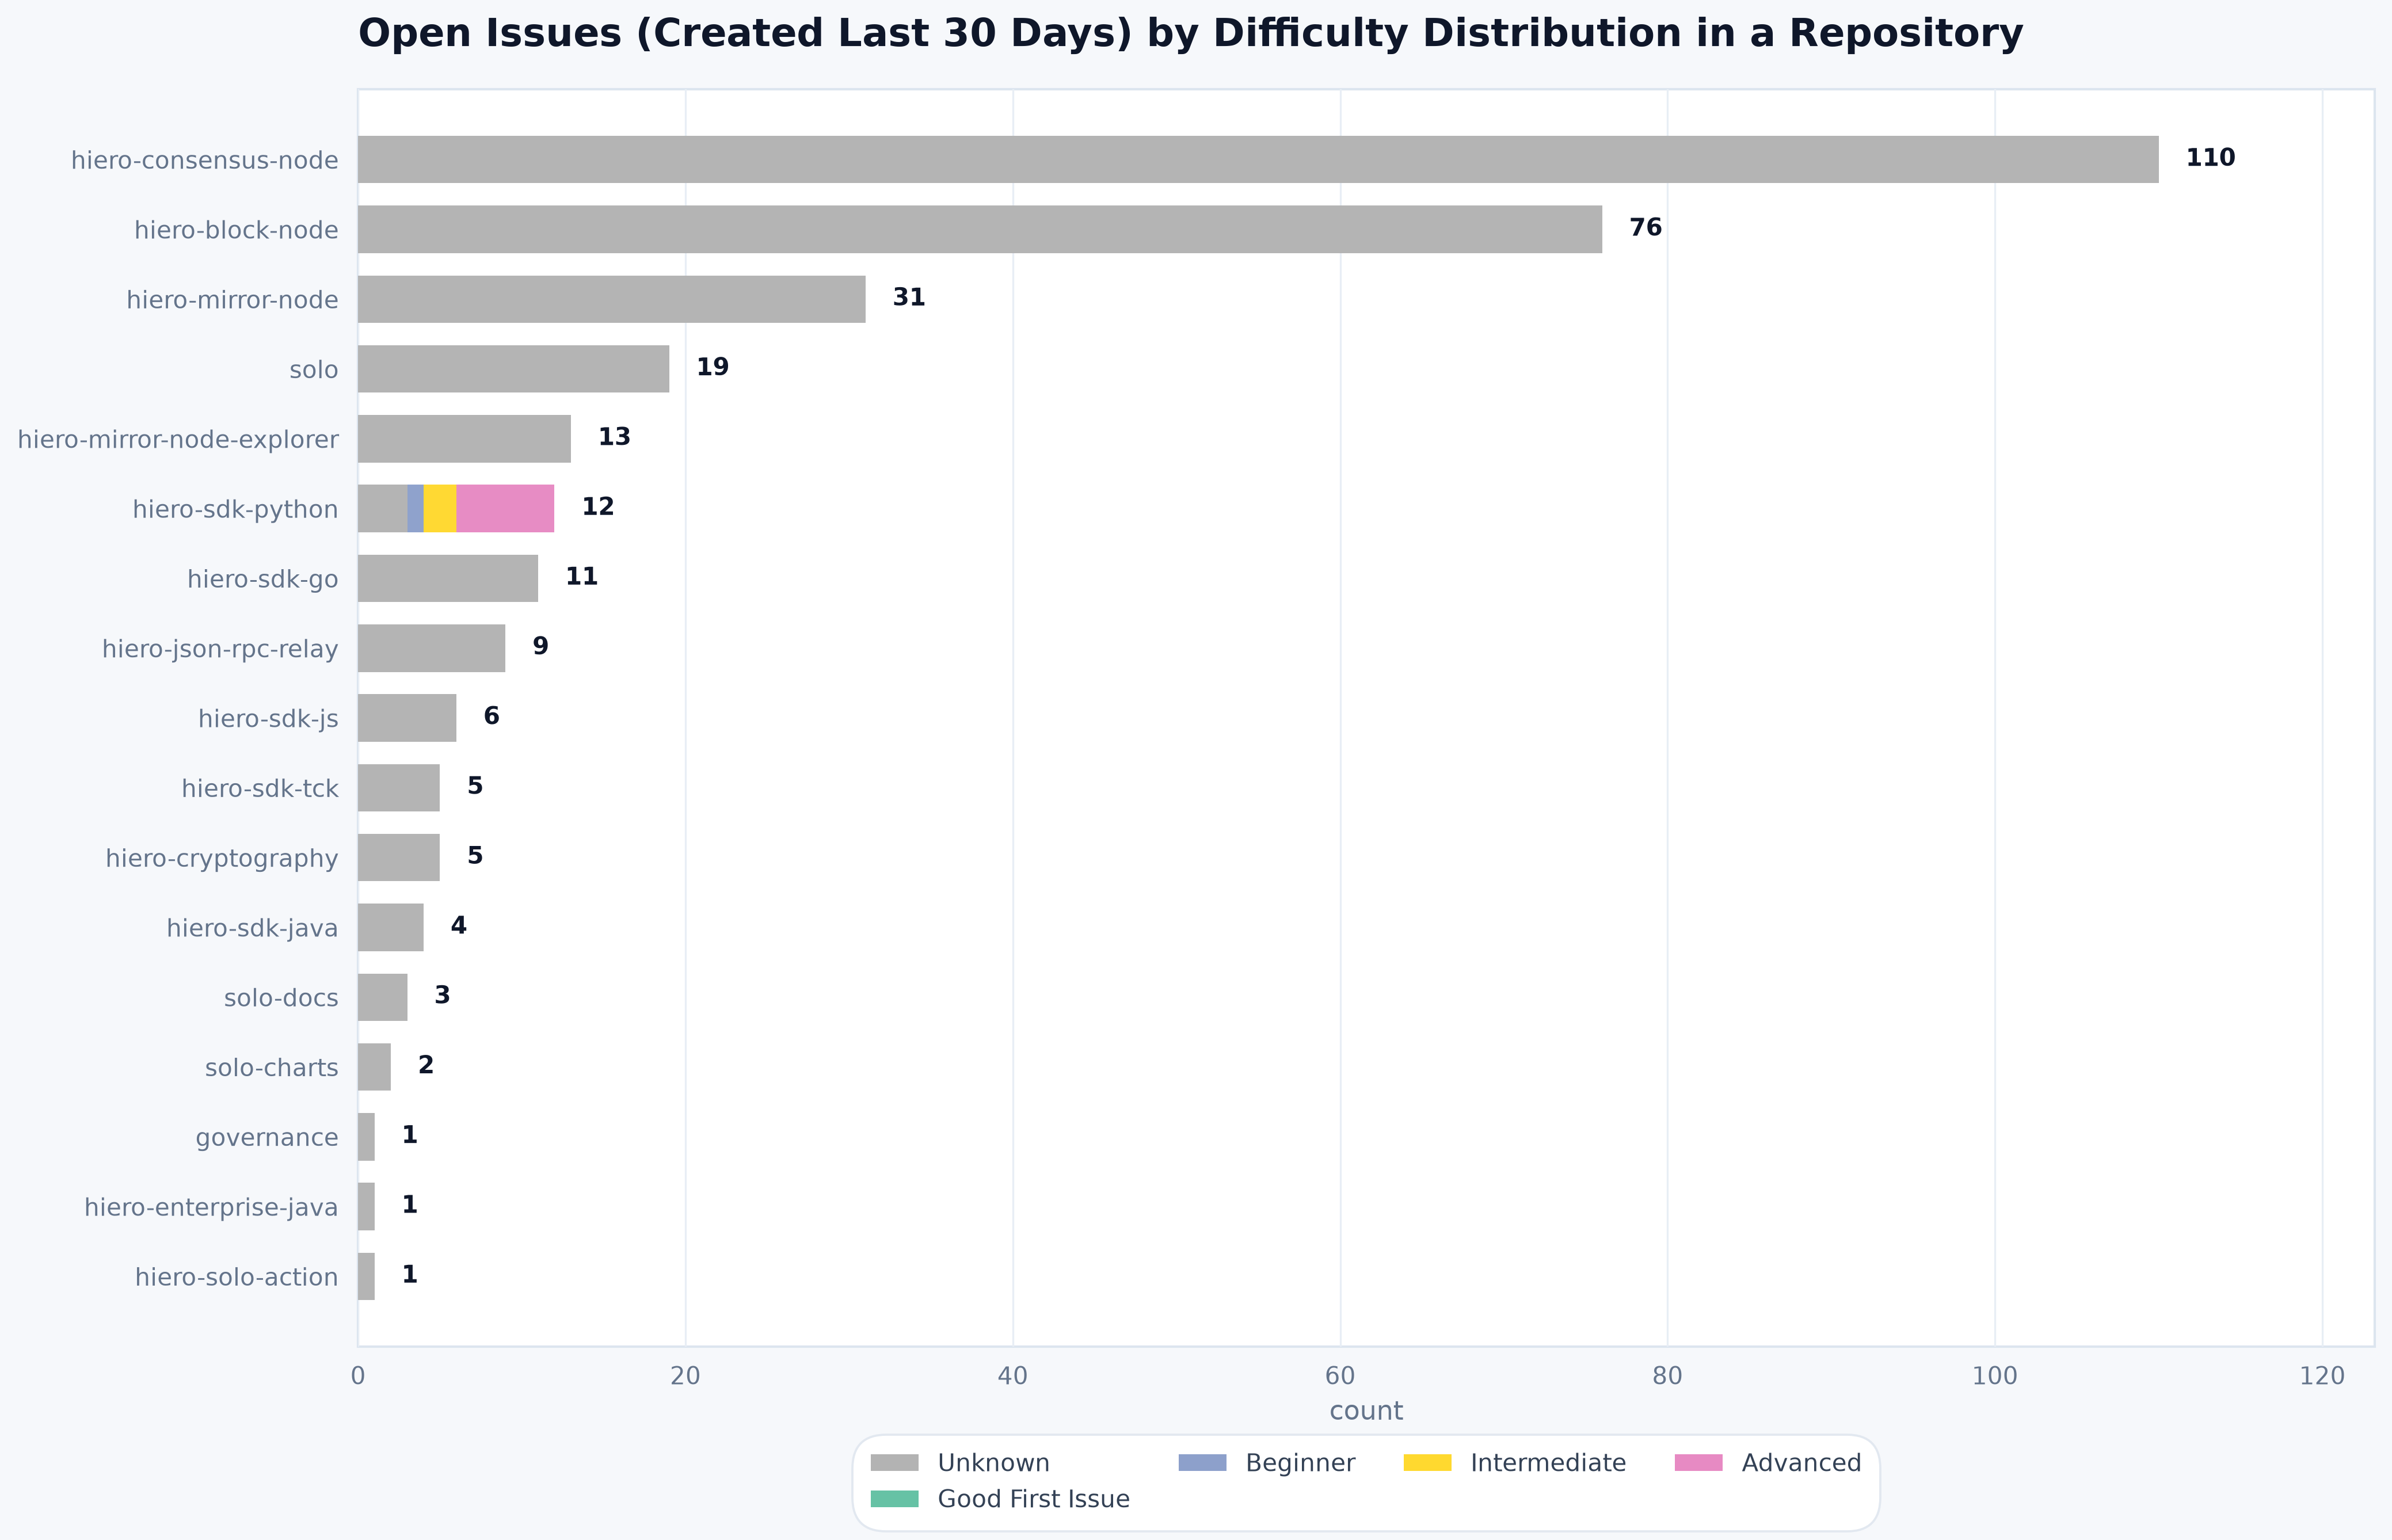 Open Issues (Created Last 30 Days) by Difficulty Distribution in a Repository
hiero-consensus-node 110
hiero-block-node 76
hiero-mirror-node 31
solo 19
hiero-mirror-node-explorer 13
hiero-sdk-python 12
hiero-sdk-go 11
hiero-json-rpc-relay 9
hiero-sdk-js 6
hiero-sdk-tck 5
hiero-cryptography 5
hiero-sdk-java 4
solo-docs 3
solo-charts 2
governance 1
hiero-enterprise-java 1
hiero-solo-action 1
0 20 40 60 80 100 120
count
Unknown Beginner Intermediate Advanced
Good First Issue